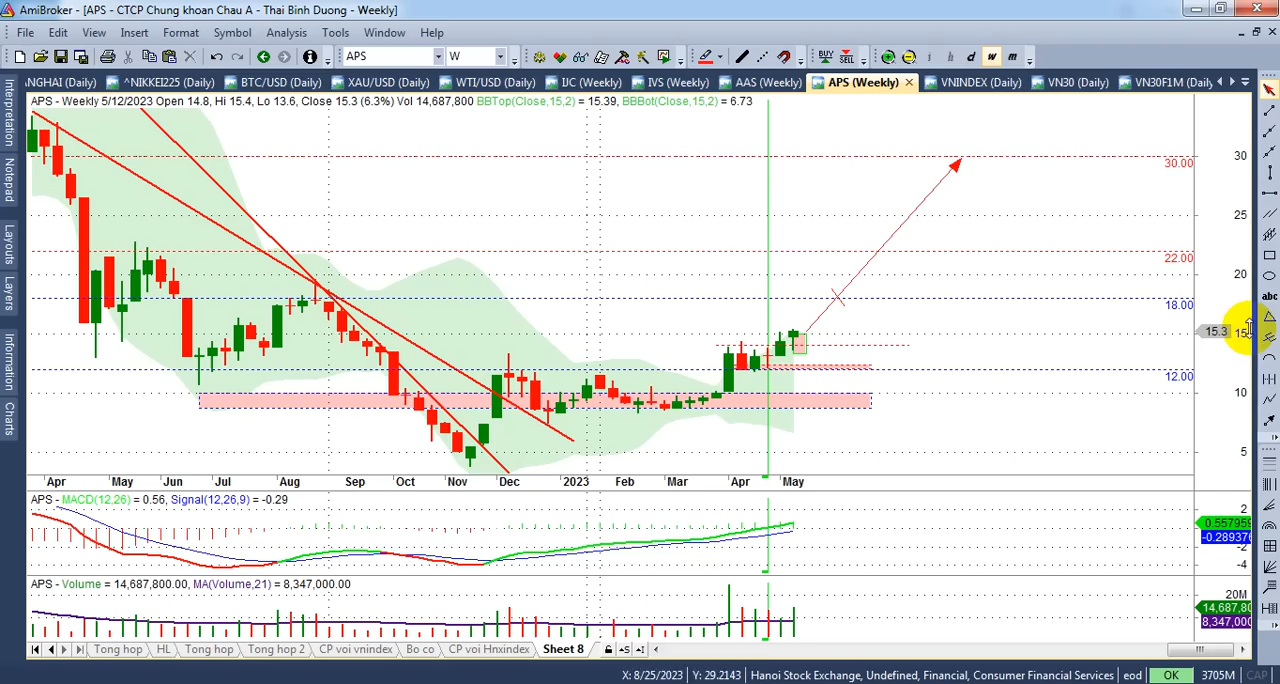 AmiBroker - [APS - CTCP Chung khoan Chau A - Thai Binh Duong - Weekly]
File Edit View Insert Format Symbol Analysis Tools Window Help
APS W BUY SELL i h d w m
NGHAI (Daily) ^NIKKEI225 (Daily) BTC/USD (Daily) XAU/USD (Daily) WTI/USD (Daily) IJC (Weekly) IVS (Weekly) AAS (Weekly) APS (Weekly) VNINDEX (Daily) VN30 (Daily) VN30F1M (Daily
Interpretation
Notepad
Layouts
Layers
Information
Charts
APS - Weekly 5/12/2023 Open 14.8, Hi 15.4, Lo 13.6, Close 15.3 (6.3%) Vol 14,687,800 BBTop(Close,15,2) = 15.39, BBBot(Close,15,2) = 6.73
30
30.00
25
22.00
20
abc
18.00
15.3
15
12.00
10
5
Apr May Jun Jul Aug Sep Oct Nov Dec 2023 Feb Mar Apr May
APS - MACD(12,26) = 0.56, Signal(12,26,9) = -0.29
2
0.557959
-0.289376
-2
-4
APS - Volume = 14,687,800.00, MA(Volume,21) = 8,347,000.00
20M
14,687,80
8,347,000
Tong hop HL Tong hop Tong hop 2 CP voi vnindex Bo co CP voi Hnxindex Sheet 8
X: 8/25/2023 Y: 29.2143 Hanoi Stock Exchange, Undefined, Financial, Consumer Financial Services eod OK 3705M CAP